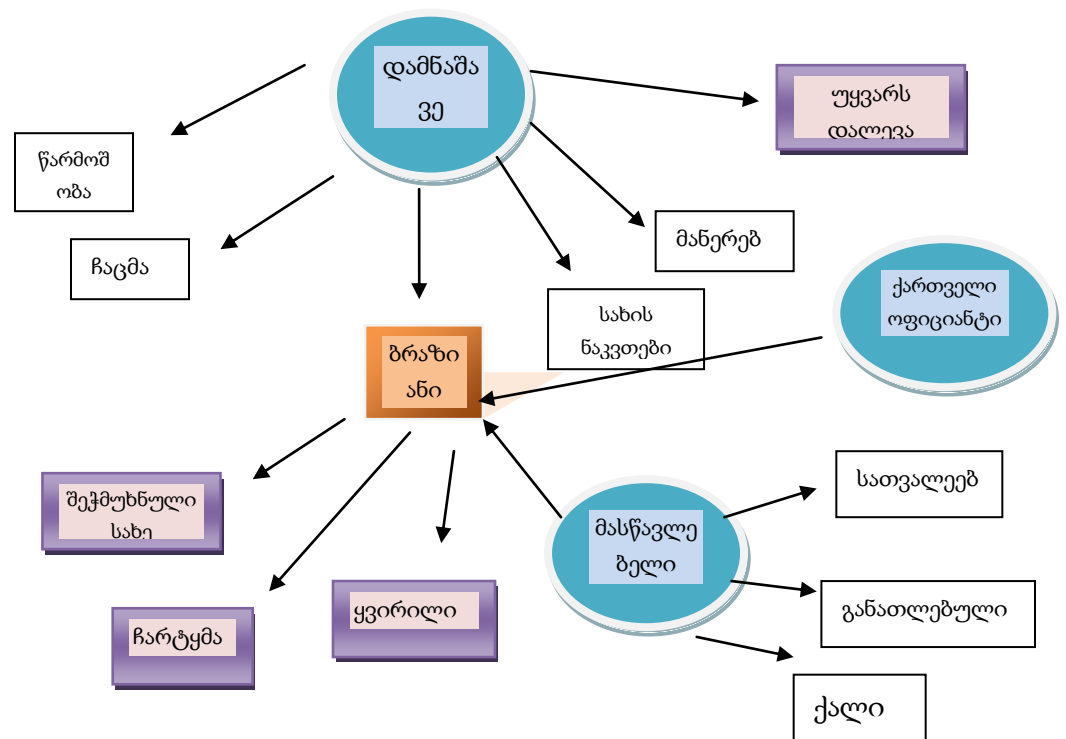 დამნაშა
ვე
უყვარს
დალევა
წარმოშ
ობა
მანერებ
ჩაცმა
ქართველი
ოფიციანტი
სახის
ნაკვთები
ბრაზი
ანი
სათვალეებ
შეჭმუხნული
სახე
მასწავლე
ბელი
ყვირილი
განათლებული
ჩარტყმა
ქალი